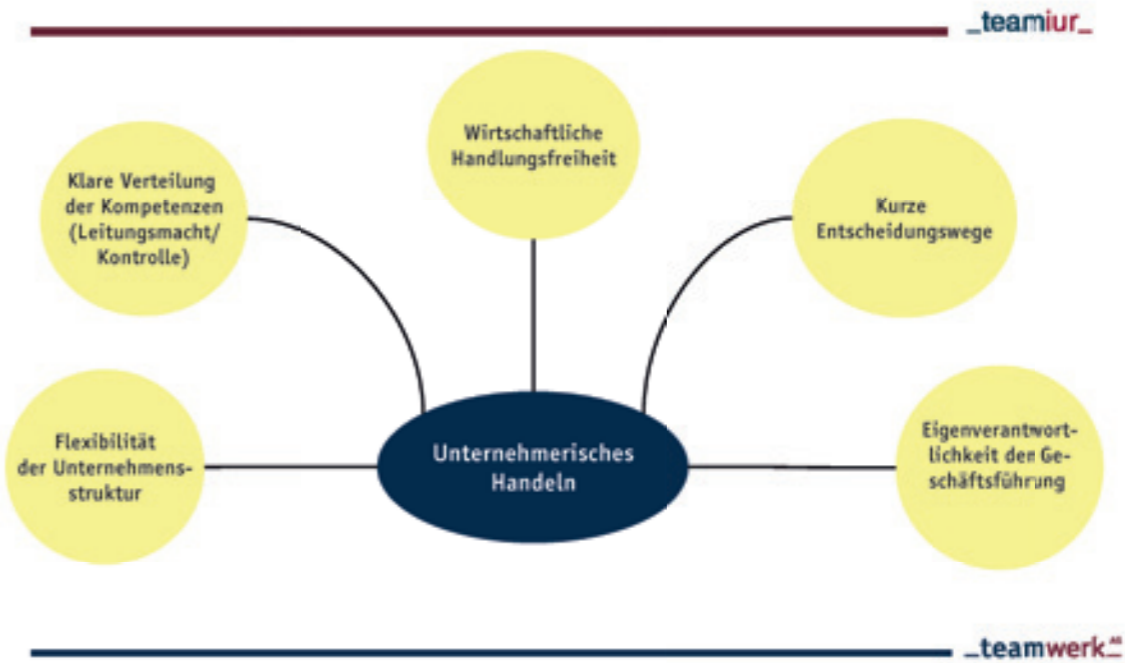 _teamiur_
Wirtschaftliche
Handlungsfreiheit
Klare Verteilung
der Kompetenzen
(Leitungsmacht/
Kontrolle)
Kurze
Entscheidungswege
Flexibilität
der Unternehmens-
struktur
Unternehmerisches
Handeln
Eigenverantwort-
lichkeit der Ge-
schäftsführung
_teamwerk_AG